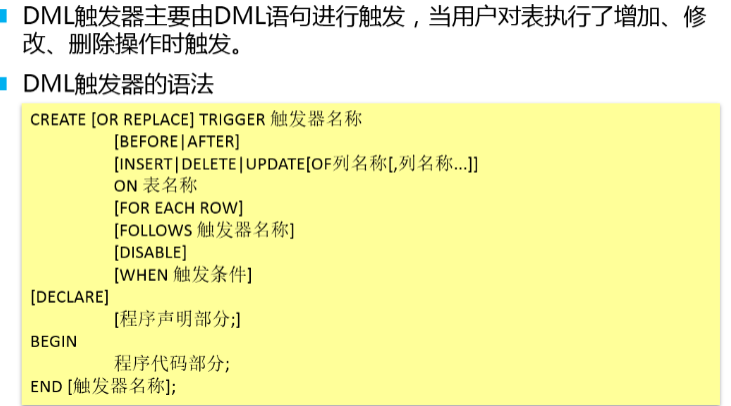 DML触发器主要由DML语句进行触发，当用户对表执行了增加、修
改、删除操作时触发。
DML触发器的语法
CREATE [OR REPLACE] TRIGGER 触发器名称
[BEFORE|AFTER]
[INSERT|DELETE|UPDATE[OF列名称[,列名称...]]
ON 表名称
[FOR EACH ROW]
[FOLLOWS 触发器名称]
[DISABLE]
[WHEN 触发条件]
[DECLARE]
[程序声明部分;]
BEGIN
程序代码部分;
END [触发器名称];